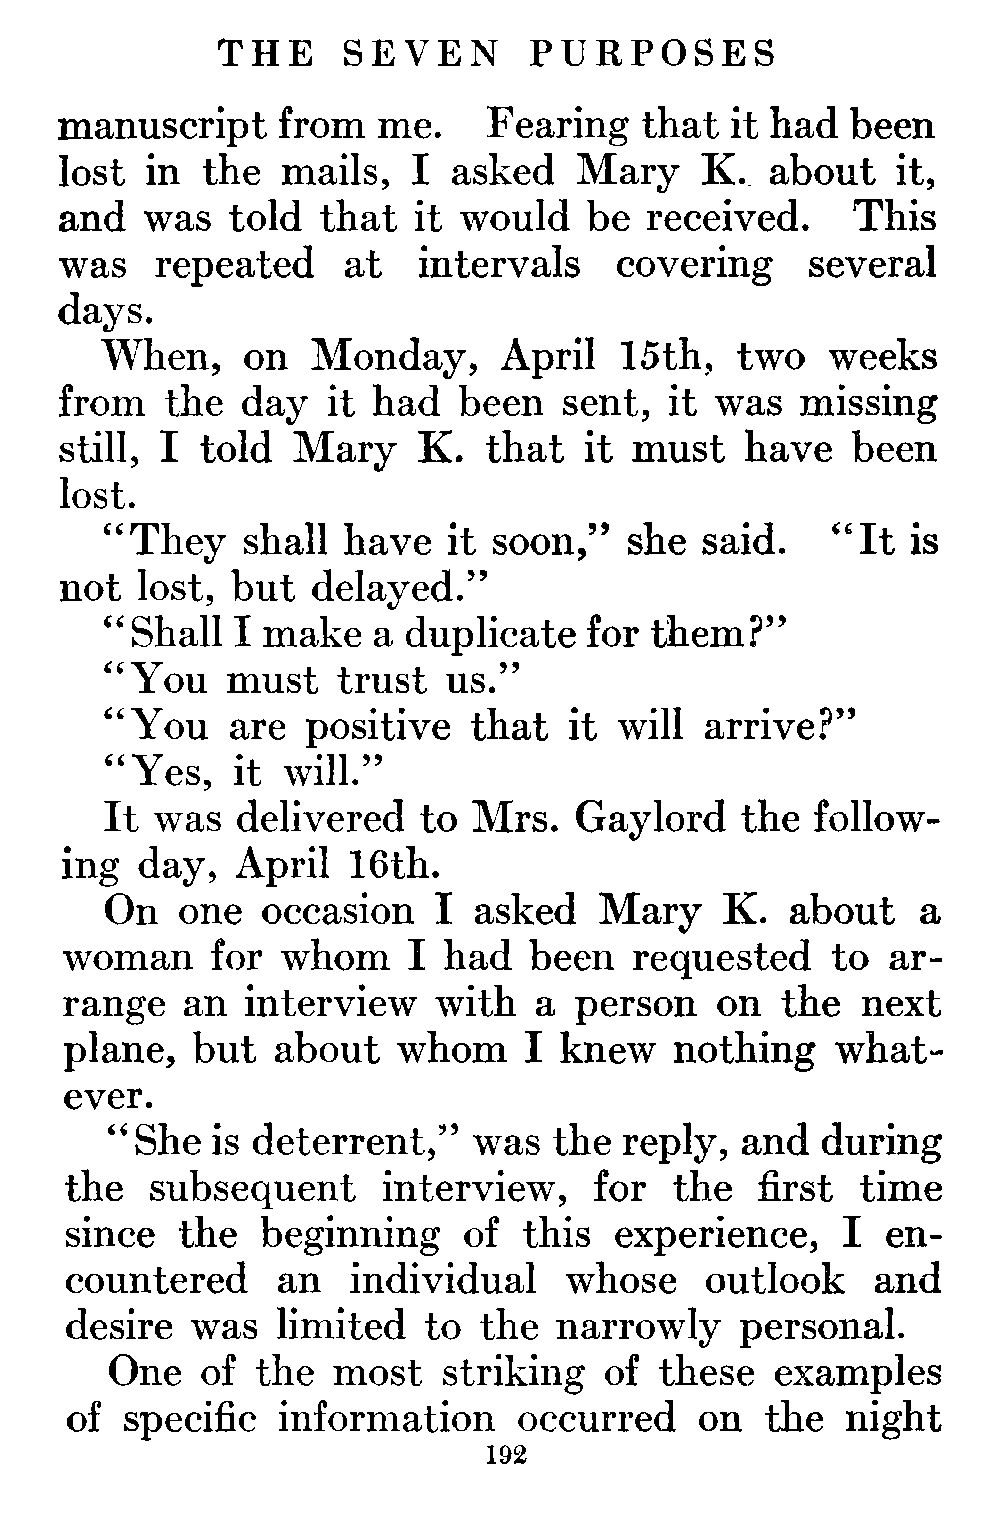 THE SEVEN PURPOSES
manuscript from me. Fearing that it had been
lost in the mails, I asked Mary K. about it,
and was told that it would be received. This
was repeated at intervals covering several
days.
When, on Monday, April 15th, two weeks
from the day it had been sent, it was missing
still, I told Mary K. that it must have been
lost.
“They shall have it soon,” she said. “It is
not lost, but delayed.”
“Shall I make a duplicate for them?”
“You must trust us.”
“You are positive that it will arrive?”
“Yes, it will.”
It was delivered to Mrs. Gaylord the follow-
ing day, April 16th.
On one occasion I asked Mary K. about a
woman for whom I had been requested to ar-
range an interview with a person on the next
plane, but about whom I knew nothing what-
ever.
“She is deterrent,” was the reply, and during
the subsequent interview, for the first time
since the beginning of this experience, I en-
countered an individual whose outlook and
desire was limited to the narrowly personal.
One of the most striking of these examples
of specific information occurred on the night
192